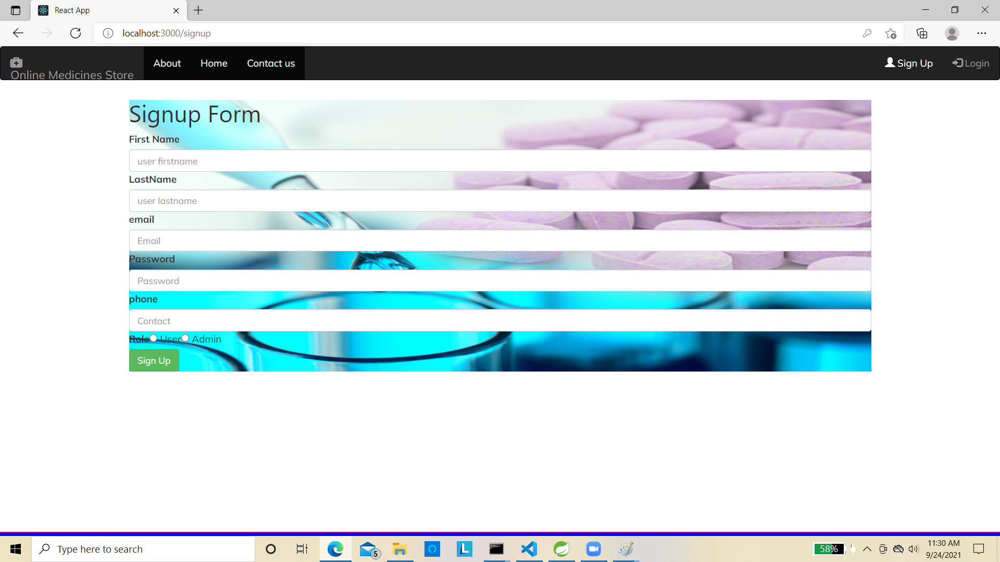 React App
localhost:3000/signup
Online Medicines Store
About Home Contact us
Sign Up Login
Signup Form
First Name
user firstname
LastName
user lastname
email
Email
Password
Password
phone
Contact
Role User Admin
Sign Up
Type here to search
5
L
58%
11:30 AM
9/24/2021